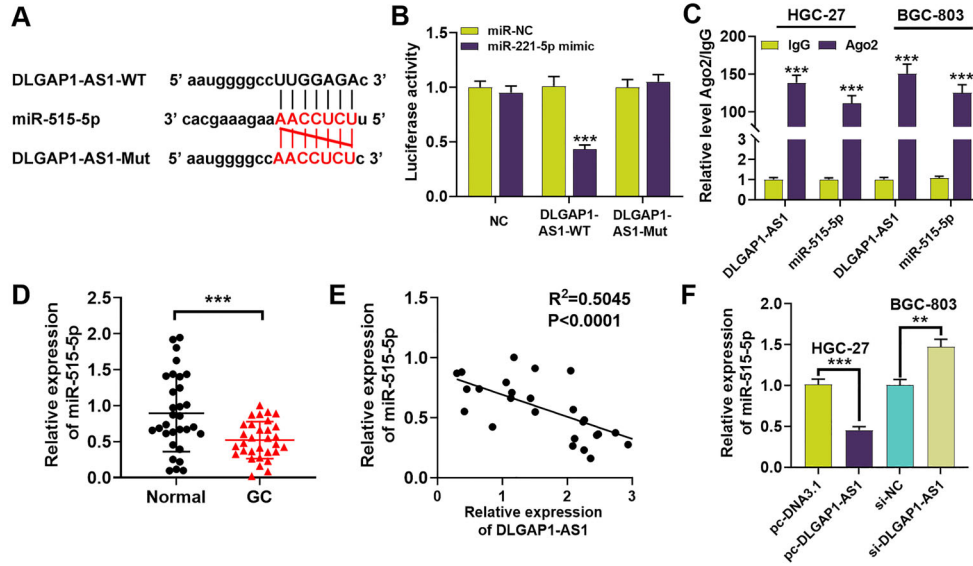 A
DLGAP1-AS1-WT 5' aauggggccUUGGAGAc 3'
miR-515-5p 3' cacgaaagaaAACCUCUu 5'
DLGAP1-AS1-Mut 5' aauggggccAACCUCUc 3'
B
miR-NC
miR-221-5p mimic
Luciferase activity
1.5
1.0
0.5
0.0
***
NC
DLGAP1-
AS1-WT
DLGAP1-
AS1-Mut
C
HGC-27 BGC-803
IgG Ago2
Relative level Ago2/IgG
200
150
100
3
2
1
0
*** *** *** ***
DLGAP1-AS1
miR-515-5p
DLGAP1-AS1
miR-515-5p
D
Relative expression
of miR-515-5p
2.5
2.0
1.5
1.0
0.5
0.0
***
Normal GC
E
R²=0.5045
P<0.0001
Relative expression
of miR-515-5p
1.5
1.0
0.5
0.0
0 1 2 3
Relative expression
of DLGAP1-AS1
F
BGC-803
HGC-27
Relative expression
of miR-515-5p
2.0
1.5
1.0
0.5
0.0
*** **
pc-DNA3.1
pc-DLGAP1-AS1
si-NC
si-DLGAP1-AS1